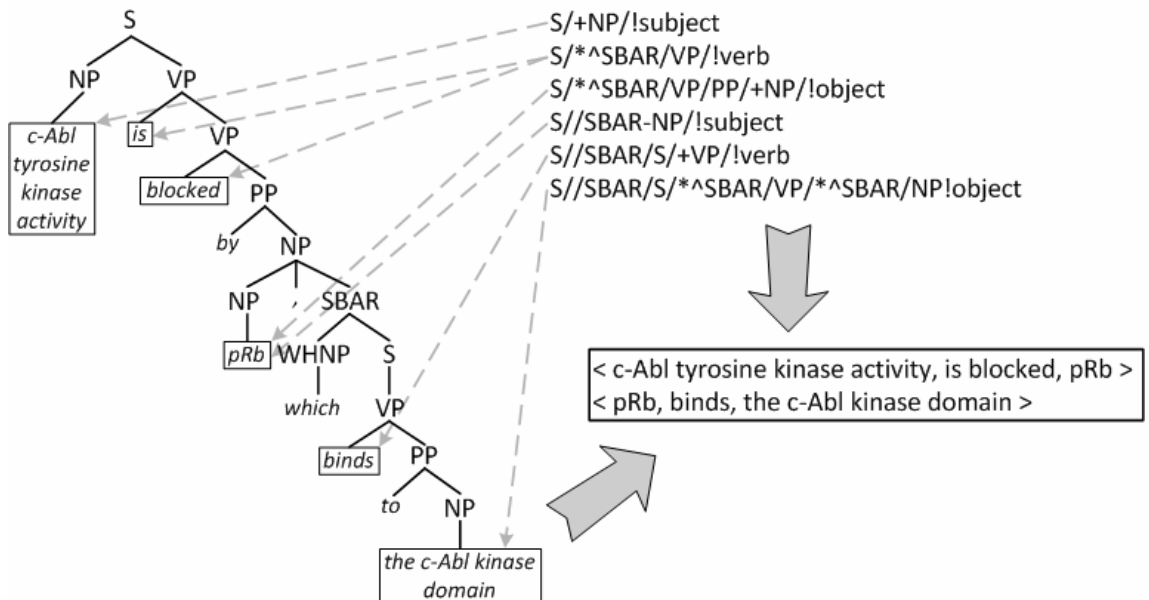 S
S/+NP/!subject
S/*^SBAR/VP/!verb
NP VP
S/*^SBAR/VP/PP/+NP/!object
c-Abl
tyrosine
kinase
activity
is
VP
S//SBAR-NP/!subject
S//SBAR/S/+VP/!verb
blocked
PP
S//SBAR/S/*^SBAR/VP/*^SBAR/NP!object
by
NP
NP , SBAR
pRb
WHNP
S
which
VP
< c-Abl tyrosine kinase activity, is blocked, pRb >
< pRb, binds, the c-Abl kinase domain >
binds
PP
to
NP
the c-Abl kinase
domain